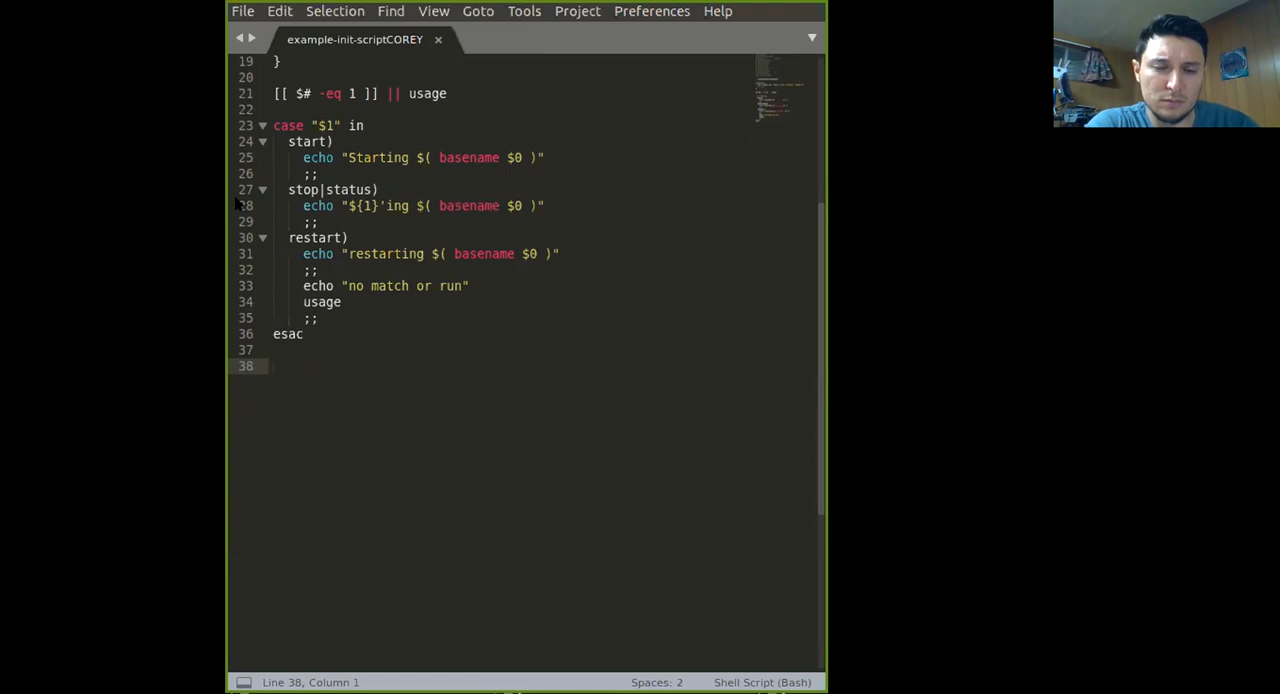 File Edit Selection Find View Goto Tools Project Preferences Help
example-init-scriptCOREY
19 }
20
21 [[ $# -eq 1 ]] || usage
22
23 case "$1" in
24 start)
25 echo "Starting $( basename $0 )"
26 ;;
27 stop|status)
28 echo "${1}'ing $( basename $0 )"
29 ;;
30 restart)
31 echo "restarting $( basename $0 )"
32 ;;
33 echo "no match or run"
34 usage
35 ;;
36 esac
37
38
Line 38, Column 1 Spaces: 2 Shell Script (Bash)